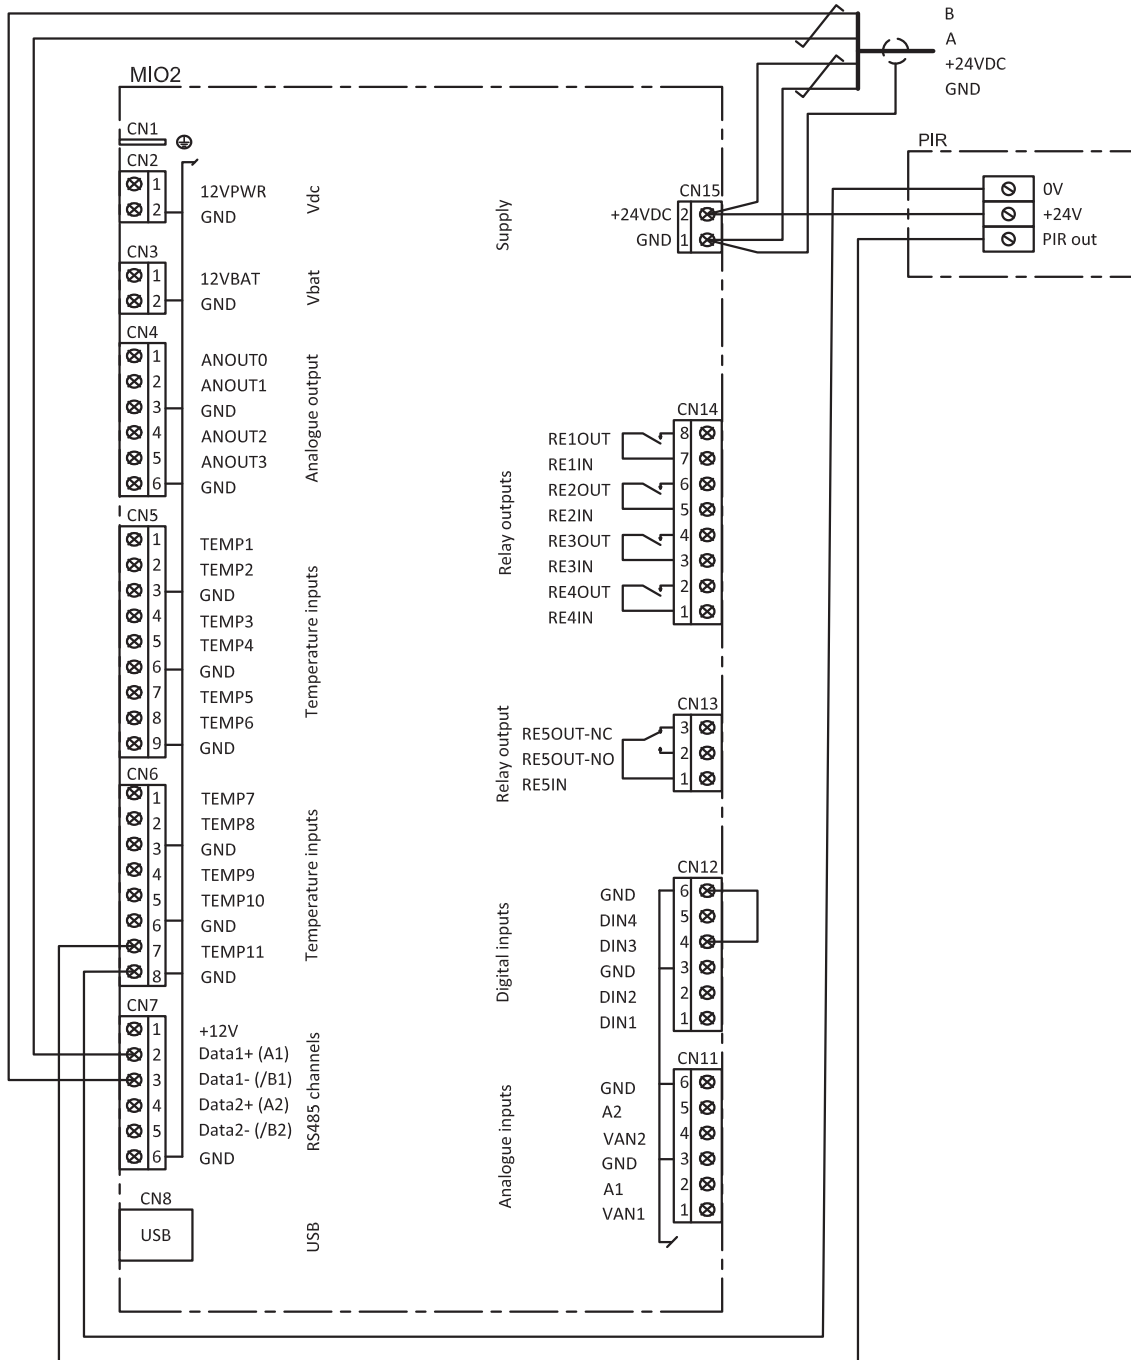 B
A
+24VDC
GND
MIO2
CN1
CN2
1 12VPWR
2 GND
Vdc
CN3
1 12VBAT
2 GND
Vbat
CN4
1 ANOUT0
2 ANOUT1
3 GND
4 ANOUT2
5 ANOUT3
6 GND
Analogue output
CN5
1 TEMP1
2 TEMP2
3 GND
4 TEMP3
5 TEMP4
6 GND
7 TEMP5
8 TEMP6
9 GND
Temperature inputs
CN6
1 TEMP7
2 TEMP8
3 GND
4 TEMP9
5 TEMP10
6 GND
7 TEMP11
8 GND
Temperature inputs
CN7
1 +12V
2 Data1+ (A1)
3 Data1- (/B1)
4 Data2+ (A2)
5 Data2- (/B2)
6 GND
RS485 channels
CN8
USB
USB
Supply
CN15
+24VDC 2
GND 1
Relay outputs
CN14
RE1OUT 8
RE1IN 7
RE2OUT 6
RE2IN 5
RE3OUT 4
RE3IN 3
RE4OUT 2
RE4IN 1
Relay output
CN13
RE5OUT-NC 3
RE5OUT-NO 2
RE5IN 1
Digital inputs
CN12
GND 6
DIN4 5
DIN3 4
GND 3
DIN2 2
DIN1 1
Analogue inputs
CN11
GND 6
A2 5
VAN2 4
GND 3
A1 2
VAN1 1
PIR
0V
+24V
PIR out